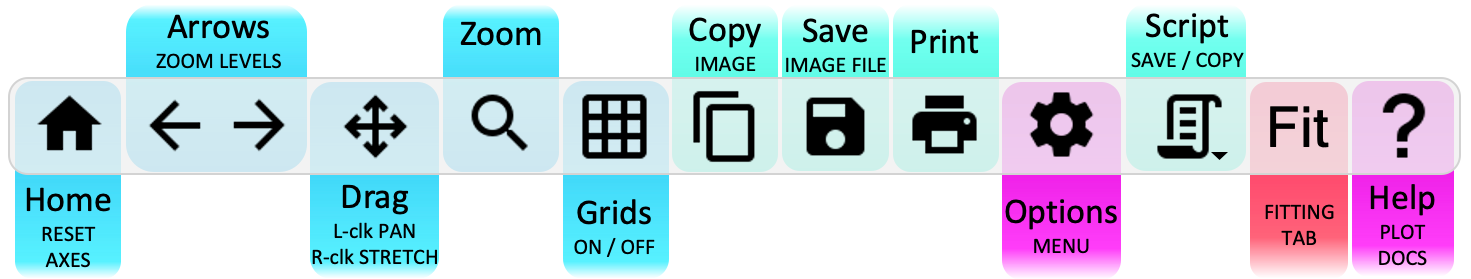 Arrows
ZOOM LEVELS
Zoom
Copy
IMAGE
Save
IMAGE FILE
Print
Script
SAVE / COPY
Fit
?
Home
RESET
AXES
Drag
L-clk PAN
R-clk STRETCH
Grids
ON / OFF
Options
MENU
FITTING
TAB
Help
PLOT
DOCS